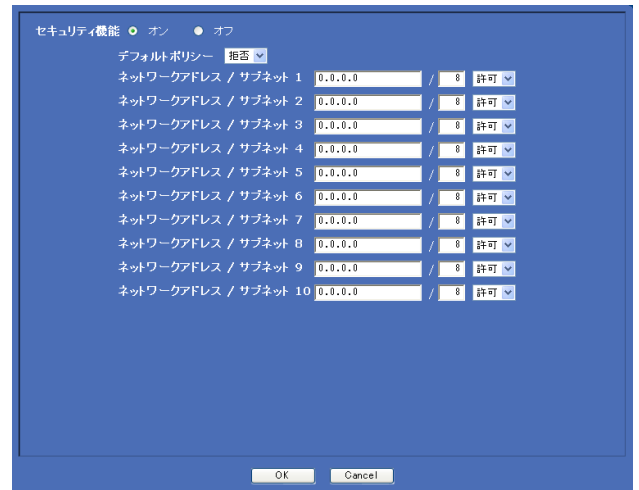 セキュリティ機能 オン オフ
デフォルトポリシー 拒否
ネットワークアドレス / サブネット 1 0.0.0.0 / 8 許可
ネットワークアドレス / サブネット 2 0.0.0.0 / 8 許可
ネットワークアドレス / サブネット 3 0.0.0.0 / 8 許可
ネットワークアドレス / サブネット 4 0.0.0.0 / 8 許可
ネットワークアドレス / サブネット 5 0.0.0.0 / 8 許可
ネットワークアドレス / サブネット 6 0.0.0.0 / 8 許可
ネットワークアドレス / サブネット 7 0.0.0.0 / 8 許可
ネットワークアドレス / サブネット 8 0.0.0.0 / 8 許可
ネットワークアドレス / サブネット 9 0.0.0.0 / 8 許可
ネットワークアドレス / サブネット 10 0.0.0.0 / 8 許可
OK Cancel